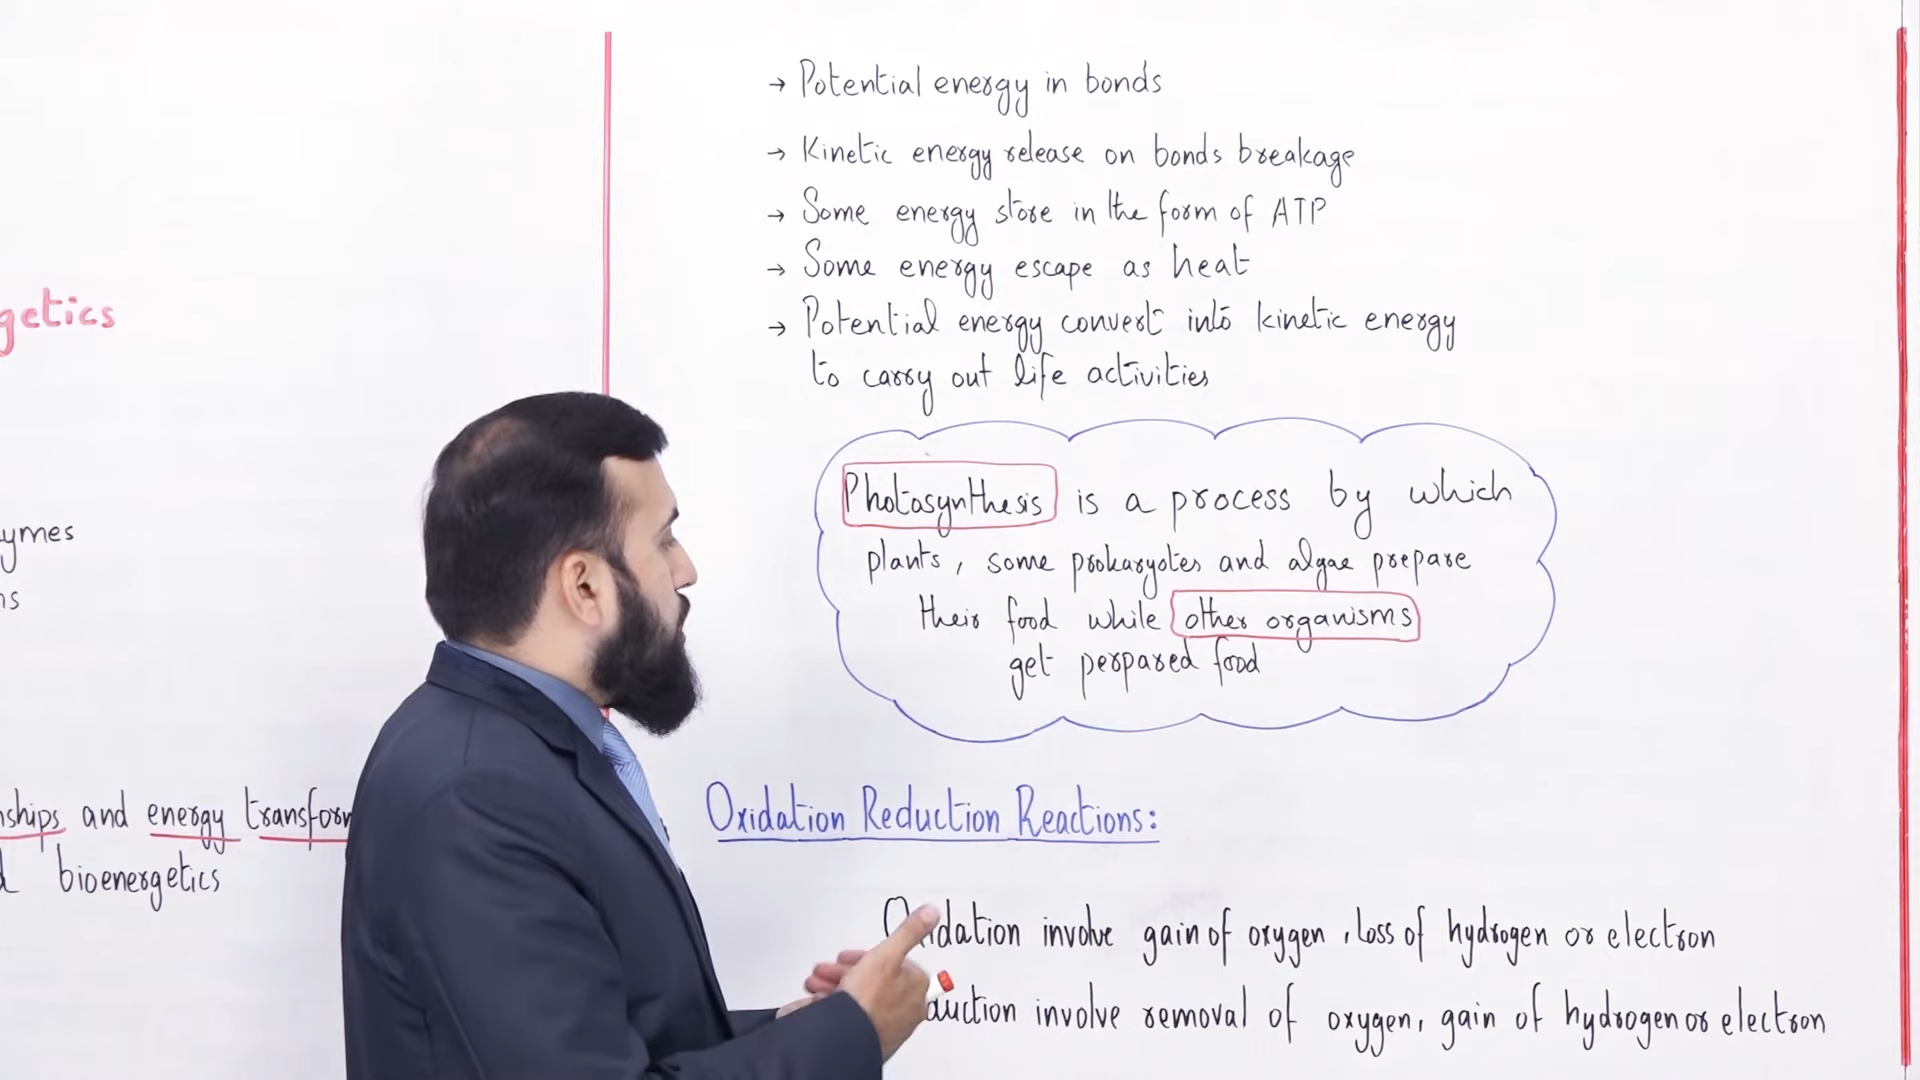 getics
ymes
ns
nships and energy transform
d bioenergetics
→ Potential energy in bonds
→ Kinetic energy release on bonds breakage
→ Some energy store in the form of ATP
→ Some energy escape as heat
→ Potential energy convert into kinetic energy
to carry out life activities
Photosynthesis is a process by which
plants, some prokaryotes and algae prepare
their food while other organisms
get perpared food
Oxidation Reduction Reactions:
Oxidation involve gain of oxygen, loss of hydrogen or electron
duction involve removal of oxygen, gain of hydrogen or electron